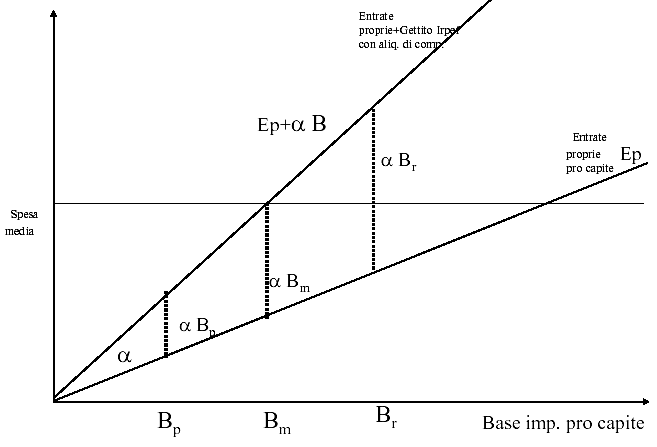 Entrate
proprie+Gettito Irpef
con aliq. di comp.
Ep+α B
α Br
Entrate
proprie
pro capite
Ep
Spesa
media
α Bm
α Bp
α
Bp
Bm
Br
Base imp. pro capite